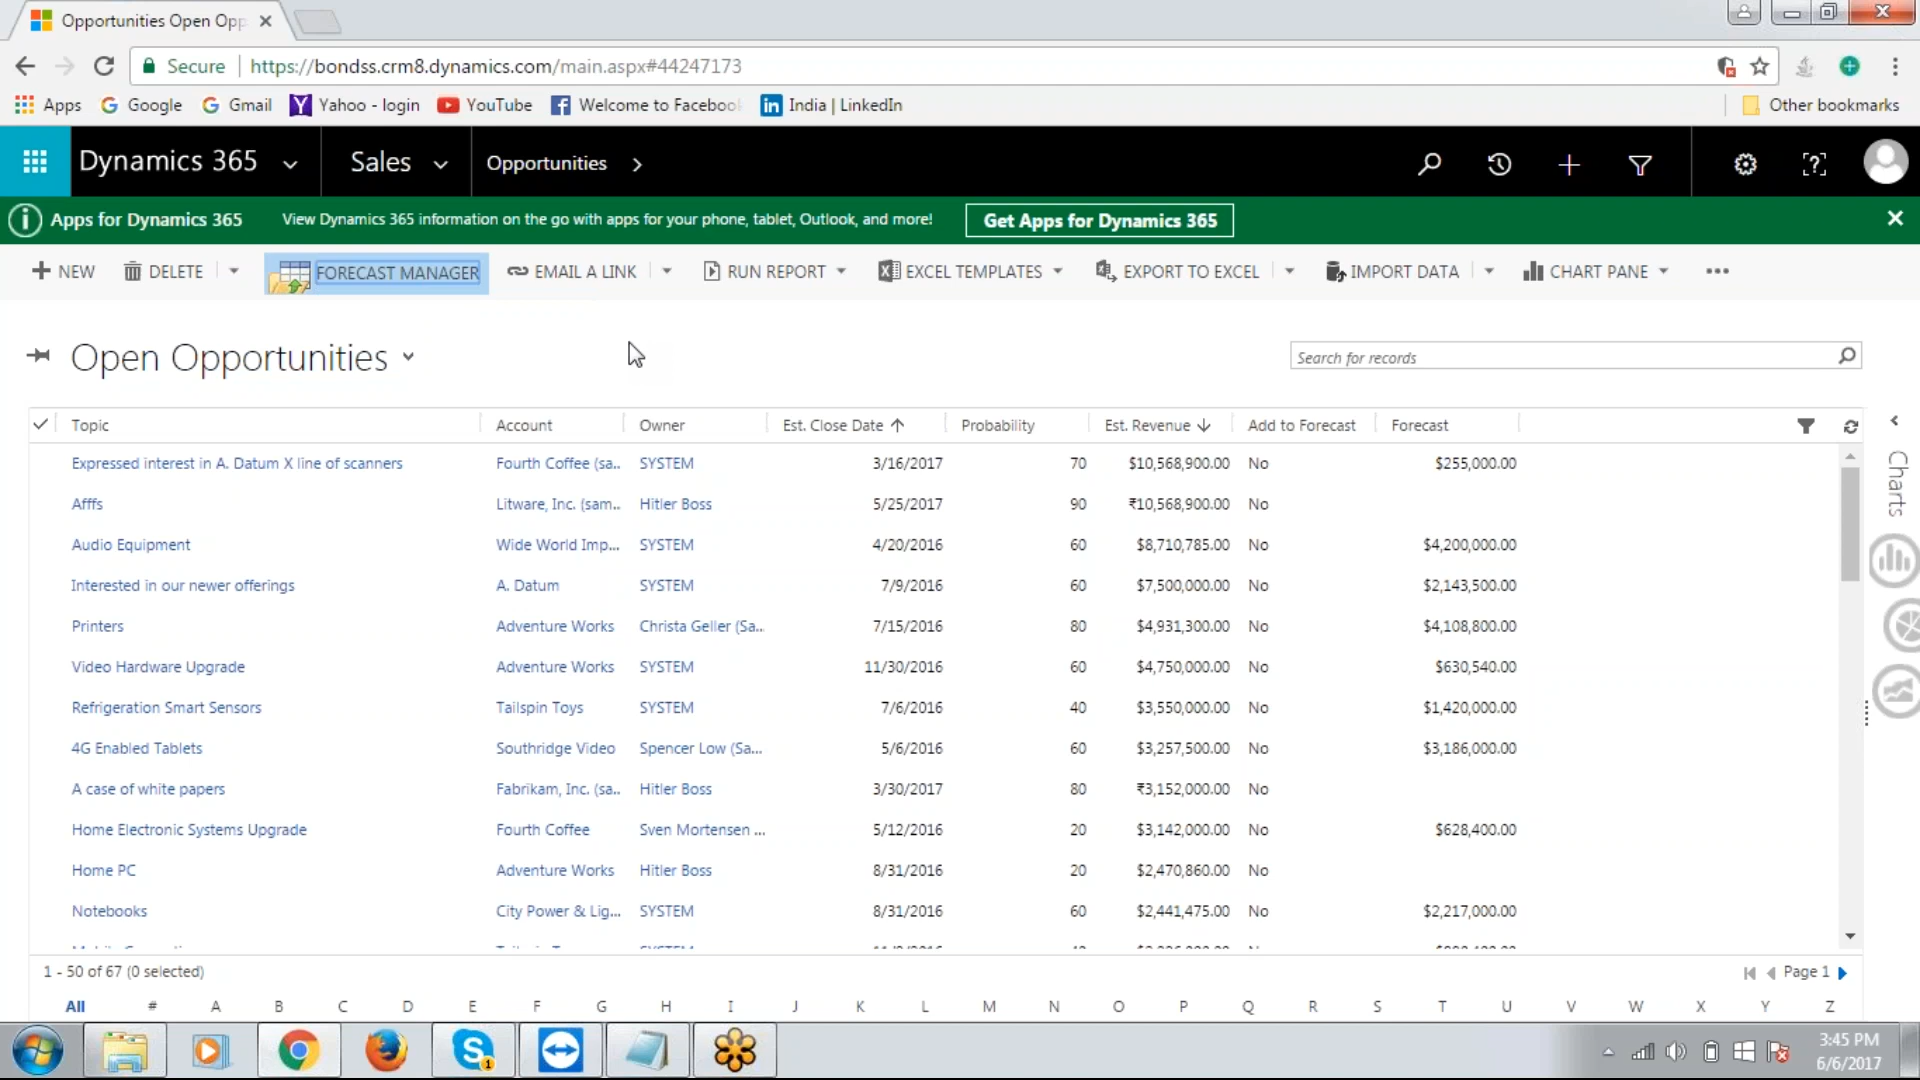 Opportunities Open Opp
Secure https://bondss.crm8.dynamics.com/main.aspx#44247173
Apps Google Gmail Yahoo - login YouTube Welcome to Facebook India | LinkedIn Other bookmarks
Dynamics 365 Sales Opportunities
Apps for Dynamics 365 View Dynamics 365 information on the go with apps for your phone, tablet, Outlook, and more! Get Apps for Dynamics 365
NEW DELETE FORECAST MANAGER EMAIL A LINK RUN REPORT EXCEL TEMPLATES EXPORT TO EXCEL IMPORT DATA CHART PANE
Open Opportunities Search for records
Topic Account Owner Est. Close Date Probability Est. Revenue Add to Forecast Forecast
Expressed interest in A. Datum X line of scanners Fourth Coffee (sa.. SYSTEM 3/16/2017 70 $10,568,900.00 No $255,000.00
Afffs Litware, Inc. (sam.. Hitler Boss 5/25/2017 90 ₹10,568,900.00 No
Audio Equipment Wide World Imp... SYSTEM 4/20/2016 60 $8,710,785.00 No $4,200,000.00
Interested in our newer offerings A. Datum SYSTEM 7/9/2016 60 $7,500,000.00 No $2,143,500.00
Printers Adventure Works Christa Geller (Sa... 7/15/2016 80 $4,931,300.00 No $4,108,800.00
Video Hardware Upgrade Adventure Works SYSTEM 11/30/2016 60 $4,750,000.00 No $630,540.00
Refrigeration Smart Sensors Tailspin Toys SYSTEM 7/6/2016 40 $3,550,000.00 No $1,420,000.00
4G Enabled Tablets Southridge Video Spencer Low (Sa... 5/6/2016 60 $3,257,500.00 No $3,186,000.00
A case of white papers Fabrikam, Inc. (sa.. Hitler Boss 3/30/2017 80 ₹3,152,000.00 No
Home Electronic Systems Upgrade Fourth Coffee Sven Mortensen ... 5/12/2016 20 $3,142,000.00 No $628,400.00
Home PC Adventure Works Hitler Boss 8/31/2016 20 $2,470,860.00 No
Notebooks City Power & Lig... SYSTEM 8/31/2016 60 $2,441,475.00 No $2,217,000.00
Charts
1 - 50 of 67 (0 selected) Page 1
All # A B C D E F G H I J K L M N O P Q R S T U V W X Y Z
3:45 PM
6/6/2017